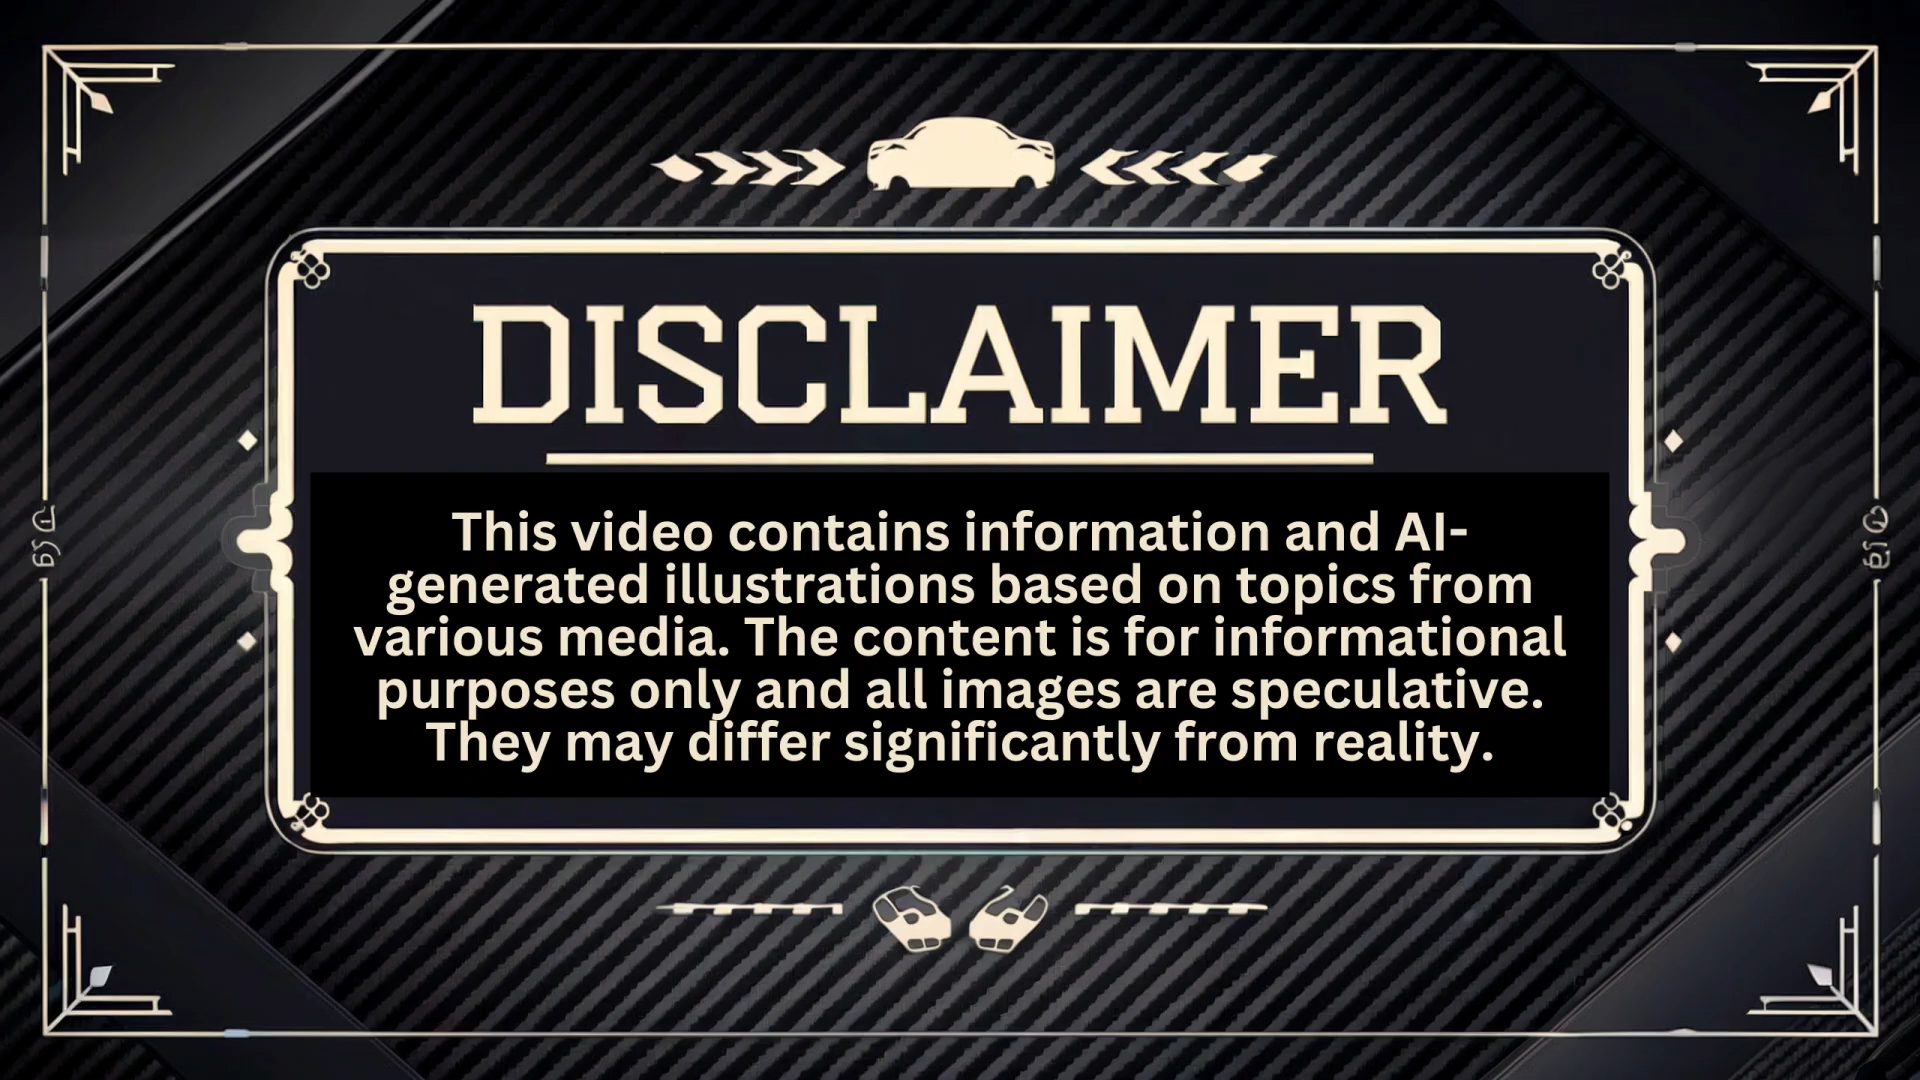 DISCLAIMER
This video contains information and AI-
generated illustrations based on topics from
various media. The content is for informational
purposes only and all images are speculative.
They may differ significantly from reality.